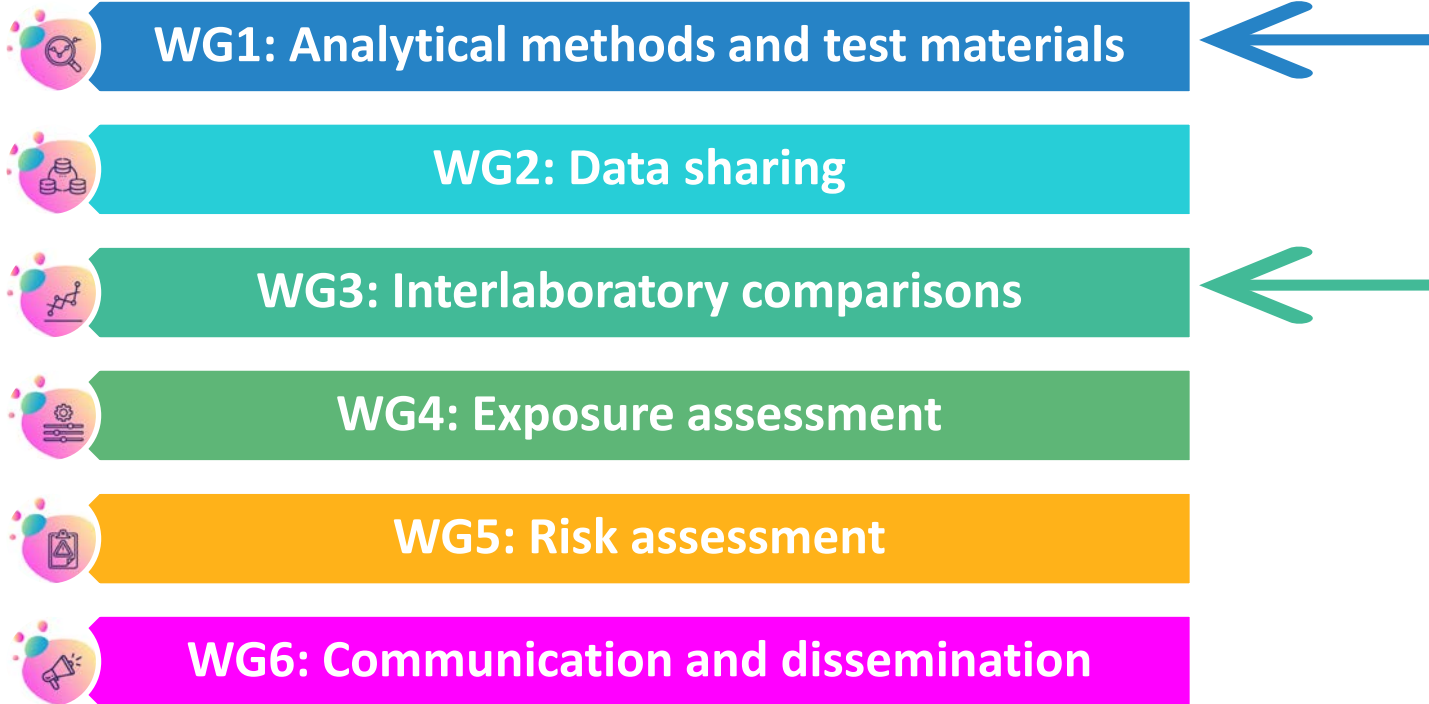 WG1: Analytical methods and test materials
WG2: Data sharing
WG3: Interlaboratory comparisons
WG4: Exposure assessment
WG5: Risk assessment
WG6: Communication and dissemination